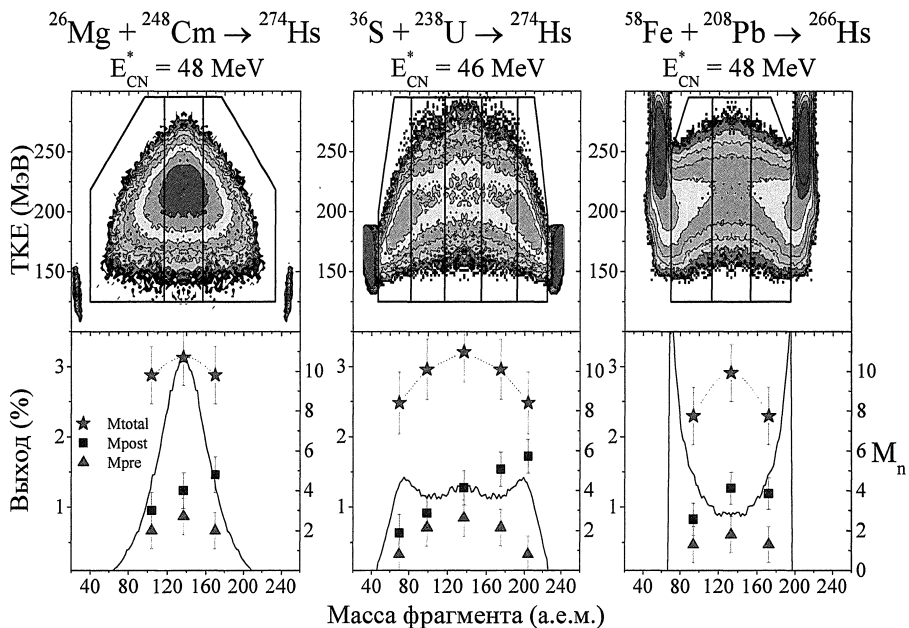 ²⁶Mg + ²⁴⁸Cm → ²⁷⁴Hs
E*CN = 48 MeV
³⁶S + ²³⁸U → ²⁷⁴Hs
E*CN = 46 MeV
⁵⁸Fe + ²⁰⁸Pb → ²⁶⁶Hs
E*CN = 48 MeV
TKE (МэВ)
250
200
150
250
200
150
250
200
150
Выход (%)
3
2
1
Mtotal
Mpost
Mpre
10
8
6
4
2
3
2
1
10
8
6
4
2
3
2
1
10
8
6
4
2
0
Mn
40 80 120 160 200 240
40 80 120 160 200 240
40 80 120 160 200 260
Масса фрагмента (а.е.м.)